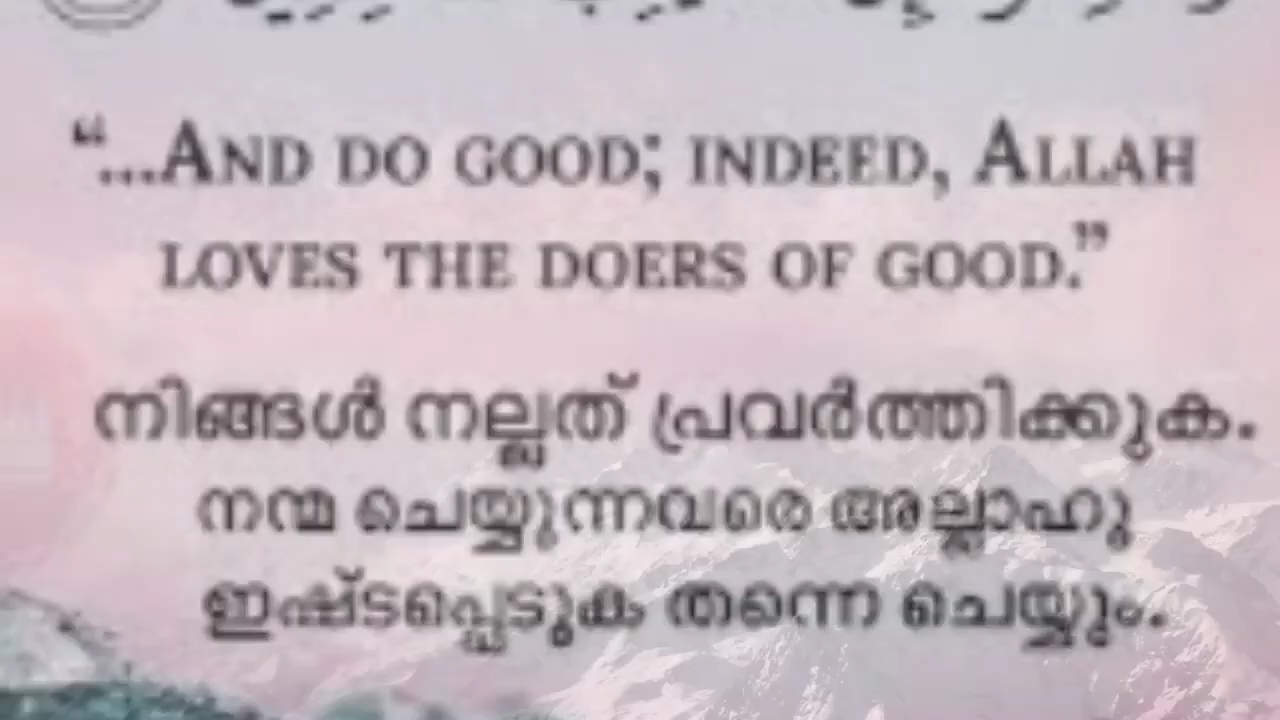 “...And do good; indeed, Allah
loves the doers of good.”
നിങ്ങൾ നല്ലത് പ്രവർത്തിക്കുക.
നന്മ ചെയ്യുന്നവരെ അല്ലാഹു
ഇഷ്ടപ്പെടുക തന്നെ ചെയ്യും.